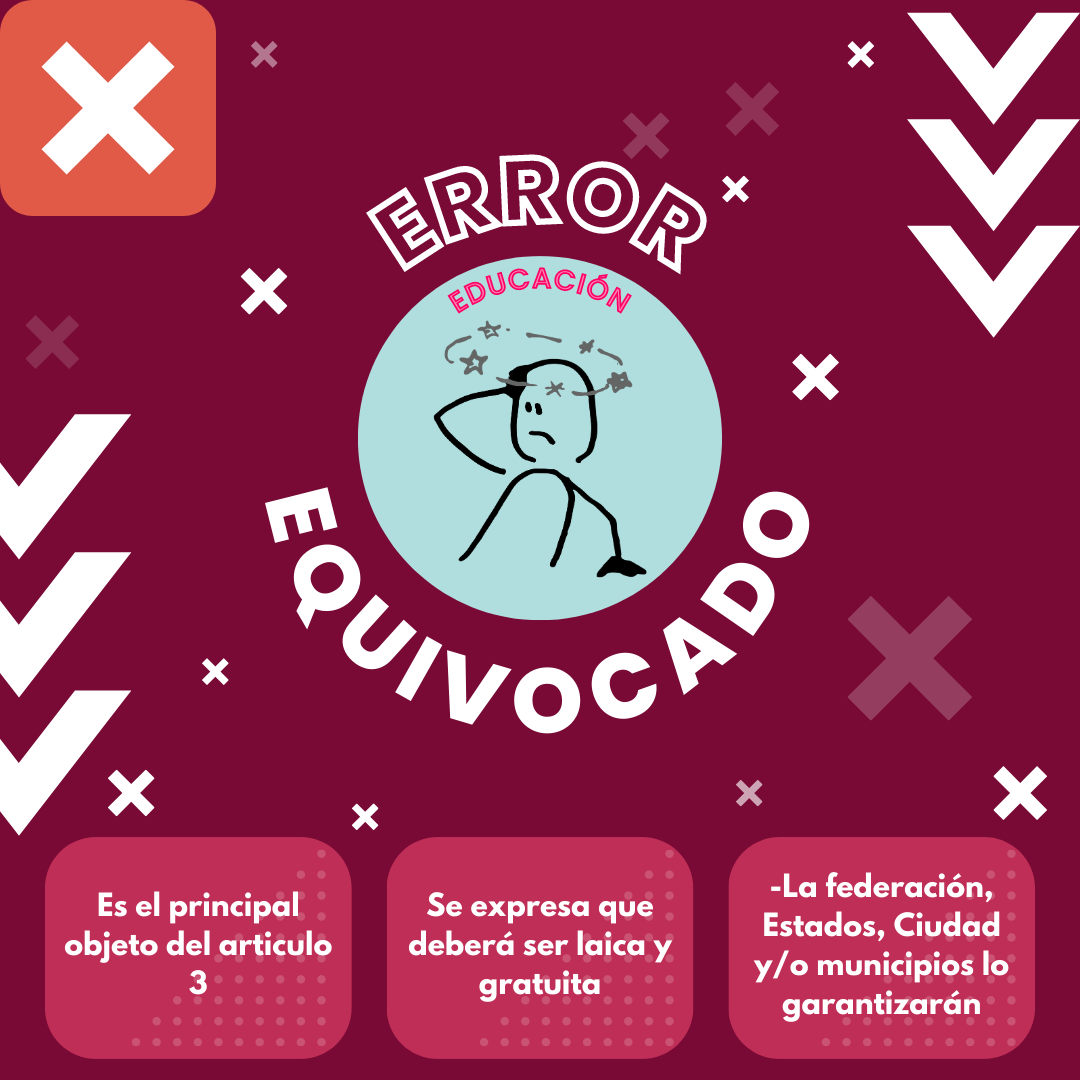 ERROR
EDUCACIÓN
EQUIVOCADO
Es el principal
objeto del articulo
3
Se expresa que
deberá ser laica y
gratuita
-La federación,
Estados, Ciudad
y/o municipios lo
garantizarán